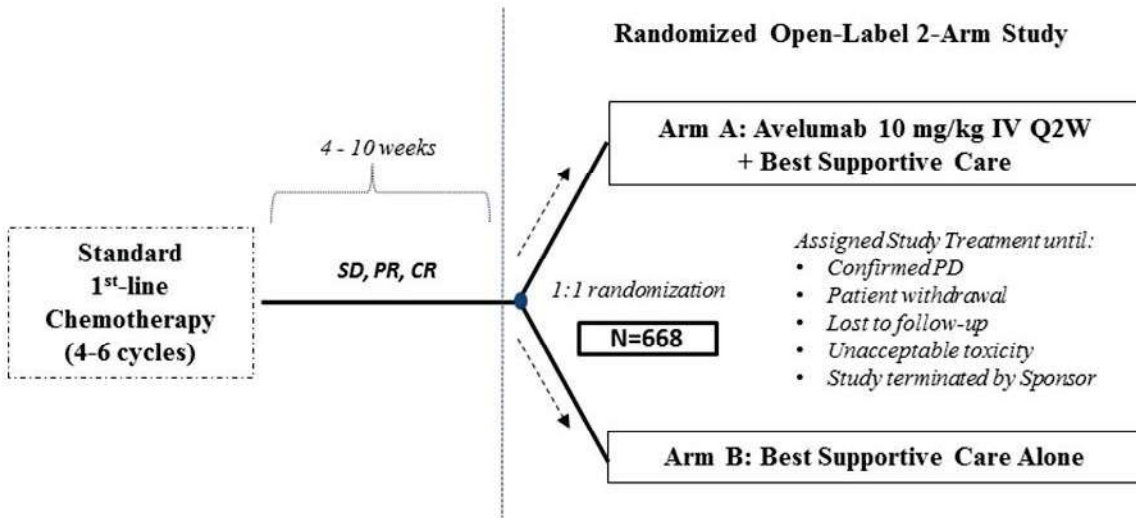 Randomized Open-Label 2-Arm Study
Arm A: Avelumab 10 mg/kg IV Q2W
+ Best Supportive Care
4 - 10 weeks
Standard
1st-line
Chemotherapy
(4-6 cycles)
SD, PR, CR
1:1 randomization
N=668
Assigned Study Treatment until:
• Confirmed PD
• Patient withdrawal
• Lost to follow-up
• Unacceptable toxicity
• Study terminated by Sponsor
Arm B: Best Supportive Care Alone